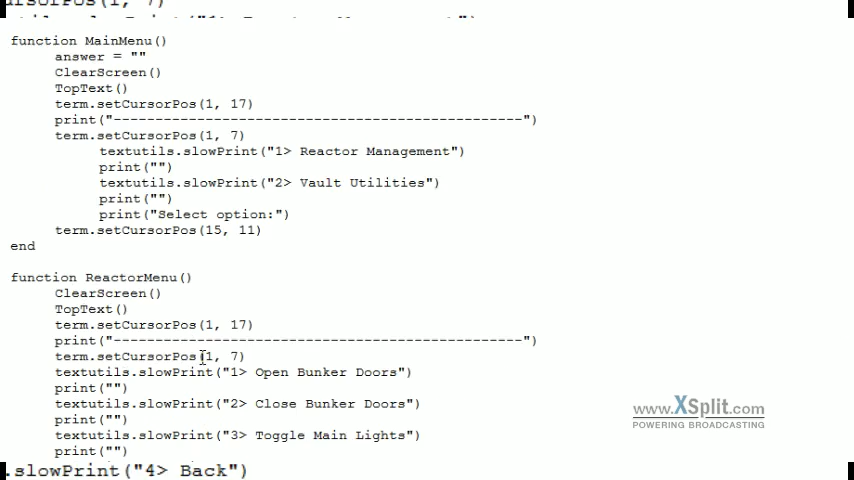 function MainMenu()
answer = ""
ClearScreen()
TopText()
term.setCursorPos(1, 17)
print("-------------------------------------------------")
term.setCursorPos(1, 7)
textutils.slowPrint("1> Reactor Management")
print("")
textutils.slowPrint("2> Vault Utilities")
print("")
print("Select option:")
term.setCursorPos(15, 11)
end
function ReactorMenu()
ClearScreen()
TopText()
term.setCursorPos(1, 17)
print("-------------------------------------------------")
term.setCursorPos(1, 7)
textutils.slowPrint("1> Open Bunker Doors")
print("")
textutils.slowPrint("2> Close Bunker Doors")
print("")
textutils.slowPrint("3> Toggle Main Lights")
print("")
.slowPrint("4> Back")
www.XSplit.com
POWERING BROADCASTING